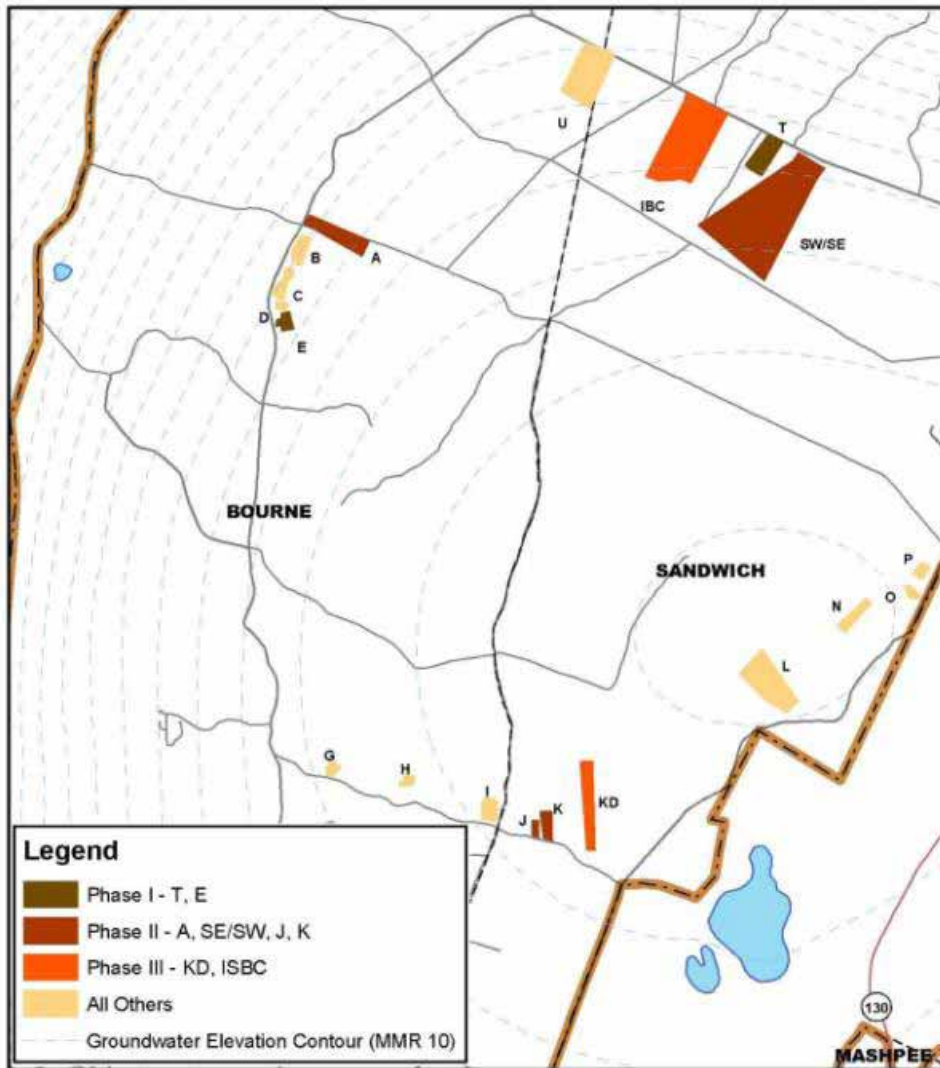 U
T
IBC
SW/SE
B
A
C
D
E
BOURNE
SANDWICH
P
O
N
L
G
H
I
J
K
KD
Legend
Phase I - T, E
Phase II - A, SE/SW, J, K
Phase III - KD, ISBC
All Others
Groundwater Elevation Contour (MMR 10)
130
MASHPEE